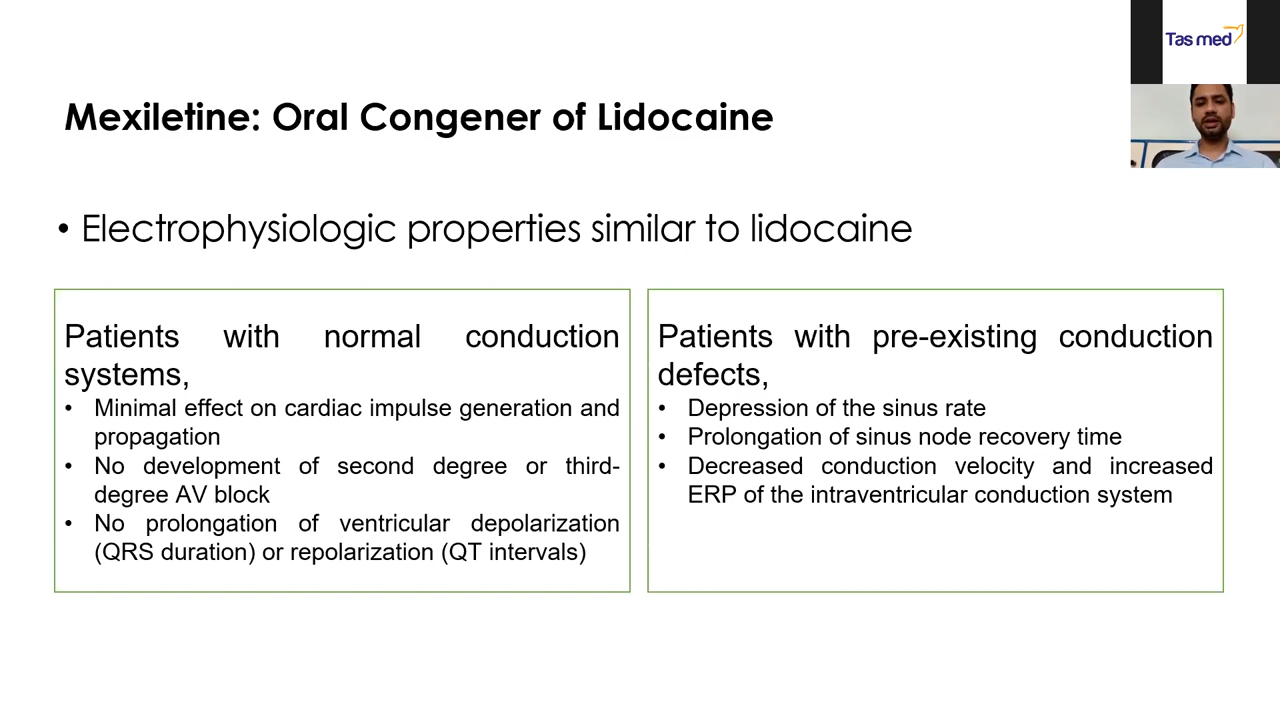 Tas med
Mexiletine: Oral Congener of Lidocaine
• Electrophysiologic properties similar to lidocaine
Patients with normal conduction
systems,
• Minimal effect on cardiac impulse generation and
propagation
• No development of second degree or third-
degree AV block
• No prolongation of ventricular depolarization
(QRS duration) or repolarization (QT intervals)
Patients with pre-existing conduction
defects,
• Depression of the sinus rate
• Prolongation of sinus node recovery time
• Decreased conduction velocity and increased
ERP of the intraventricular conduction system